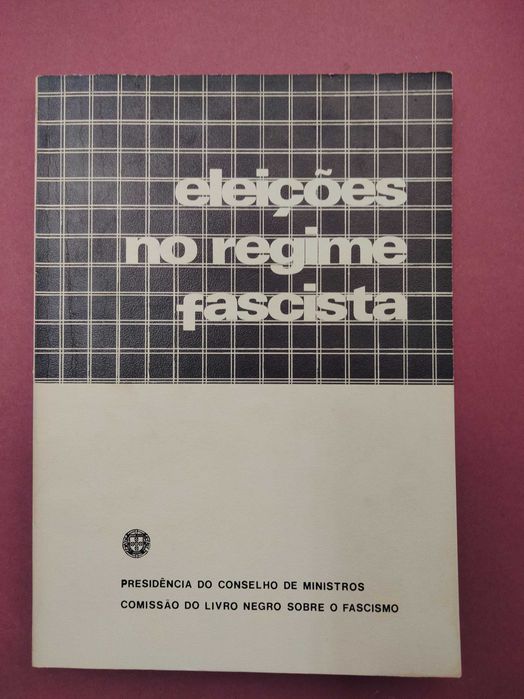 eleições
no regime
fascista
PRESIDÊNCIA DO CONSELHO DE MINISTROS
COMISSÃO DO LIVRO NEGRO SOBRE O FASCISMO